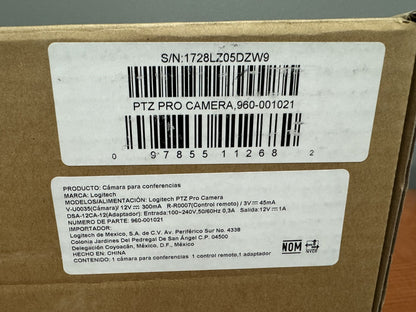 S/N:1728LZ05DZW9
PTZ PRO CAMERA,960-001021
0 97855 11268 2
PRODUCTO: Cámara para conferencias
MARCA: Logitech
MODELOS/ALIMENTACIÓN: Logitech PTZ Pro Camera
V-U0035(Cámara)/ 12V⎓ 300mA R-R0007(Control remoto) / 3V⎓ 45mA
DSA-12CA-12(Adaptador): Entrada:100~240V,50/60Hz 0,3A Salida:12V⎓1A
NÚMERO DE PARTE: 960-001021
IMPORTADOR:
Logitech de Mexico, S.A. de C.V. Av. Periférico Sur No. 4338
Colonia Jardines Del Pedregal De San Ángel C.P. 04500
Delegación Coyoacán, México, D.F., México
HECHO EN: CHINA
CONTENIDO: 1 cámara para conferencias 1 control remoto,1 adaptador
NOM
NYCE